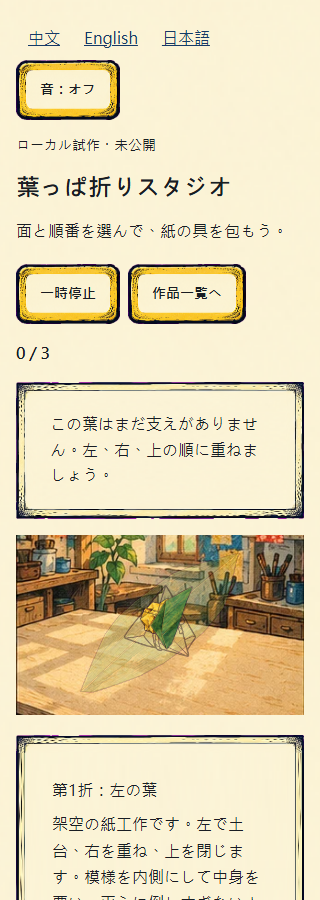 中文 English 日本語
音：オフ
ローカル試作・未公開
葉っぱ折りスタジオ
面と順番を選んで、紙の具を包もう。
一時停止 作品一覧へ
0 / 3
この葉はまだ支えがありませ
ん。左、右、上の順に重ねま
しょう。
第1折：左の葉
架空の紙工作です。左で土
台、右を重ね、上を閉じま
す。模様を内側にして中身を